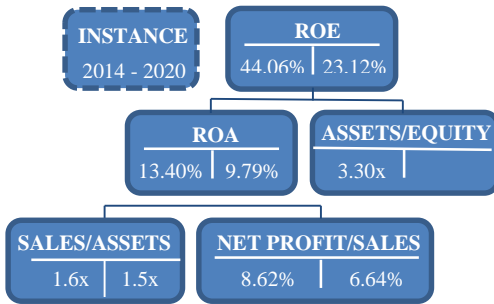 INSTANCE
2014 - 2020
ROE
44.06% 23.12%
ROA
13.40% 9.79%
ASSETS/EQUITY
3.30x
SALES/ASSETS
1.6x 1.5x
NET PROFIT/SALES
8.62% 6.64%